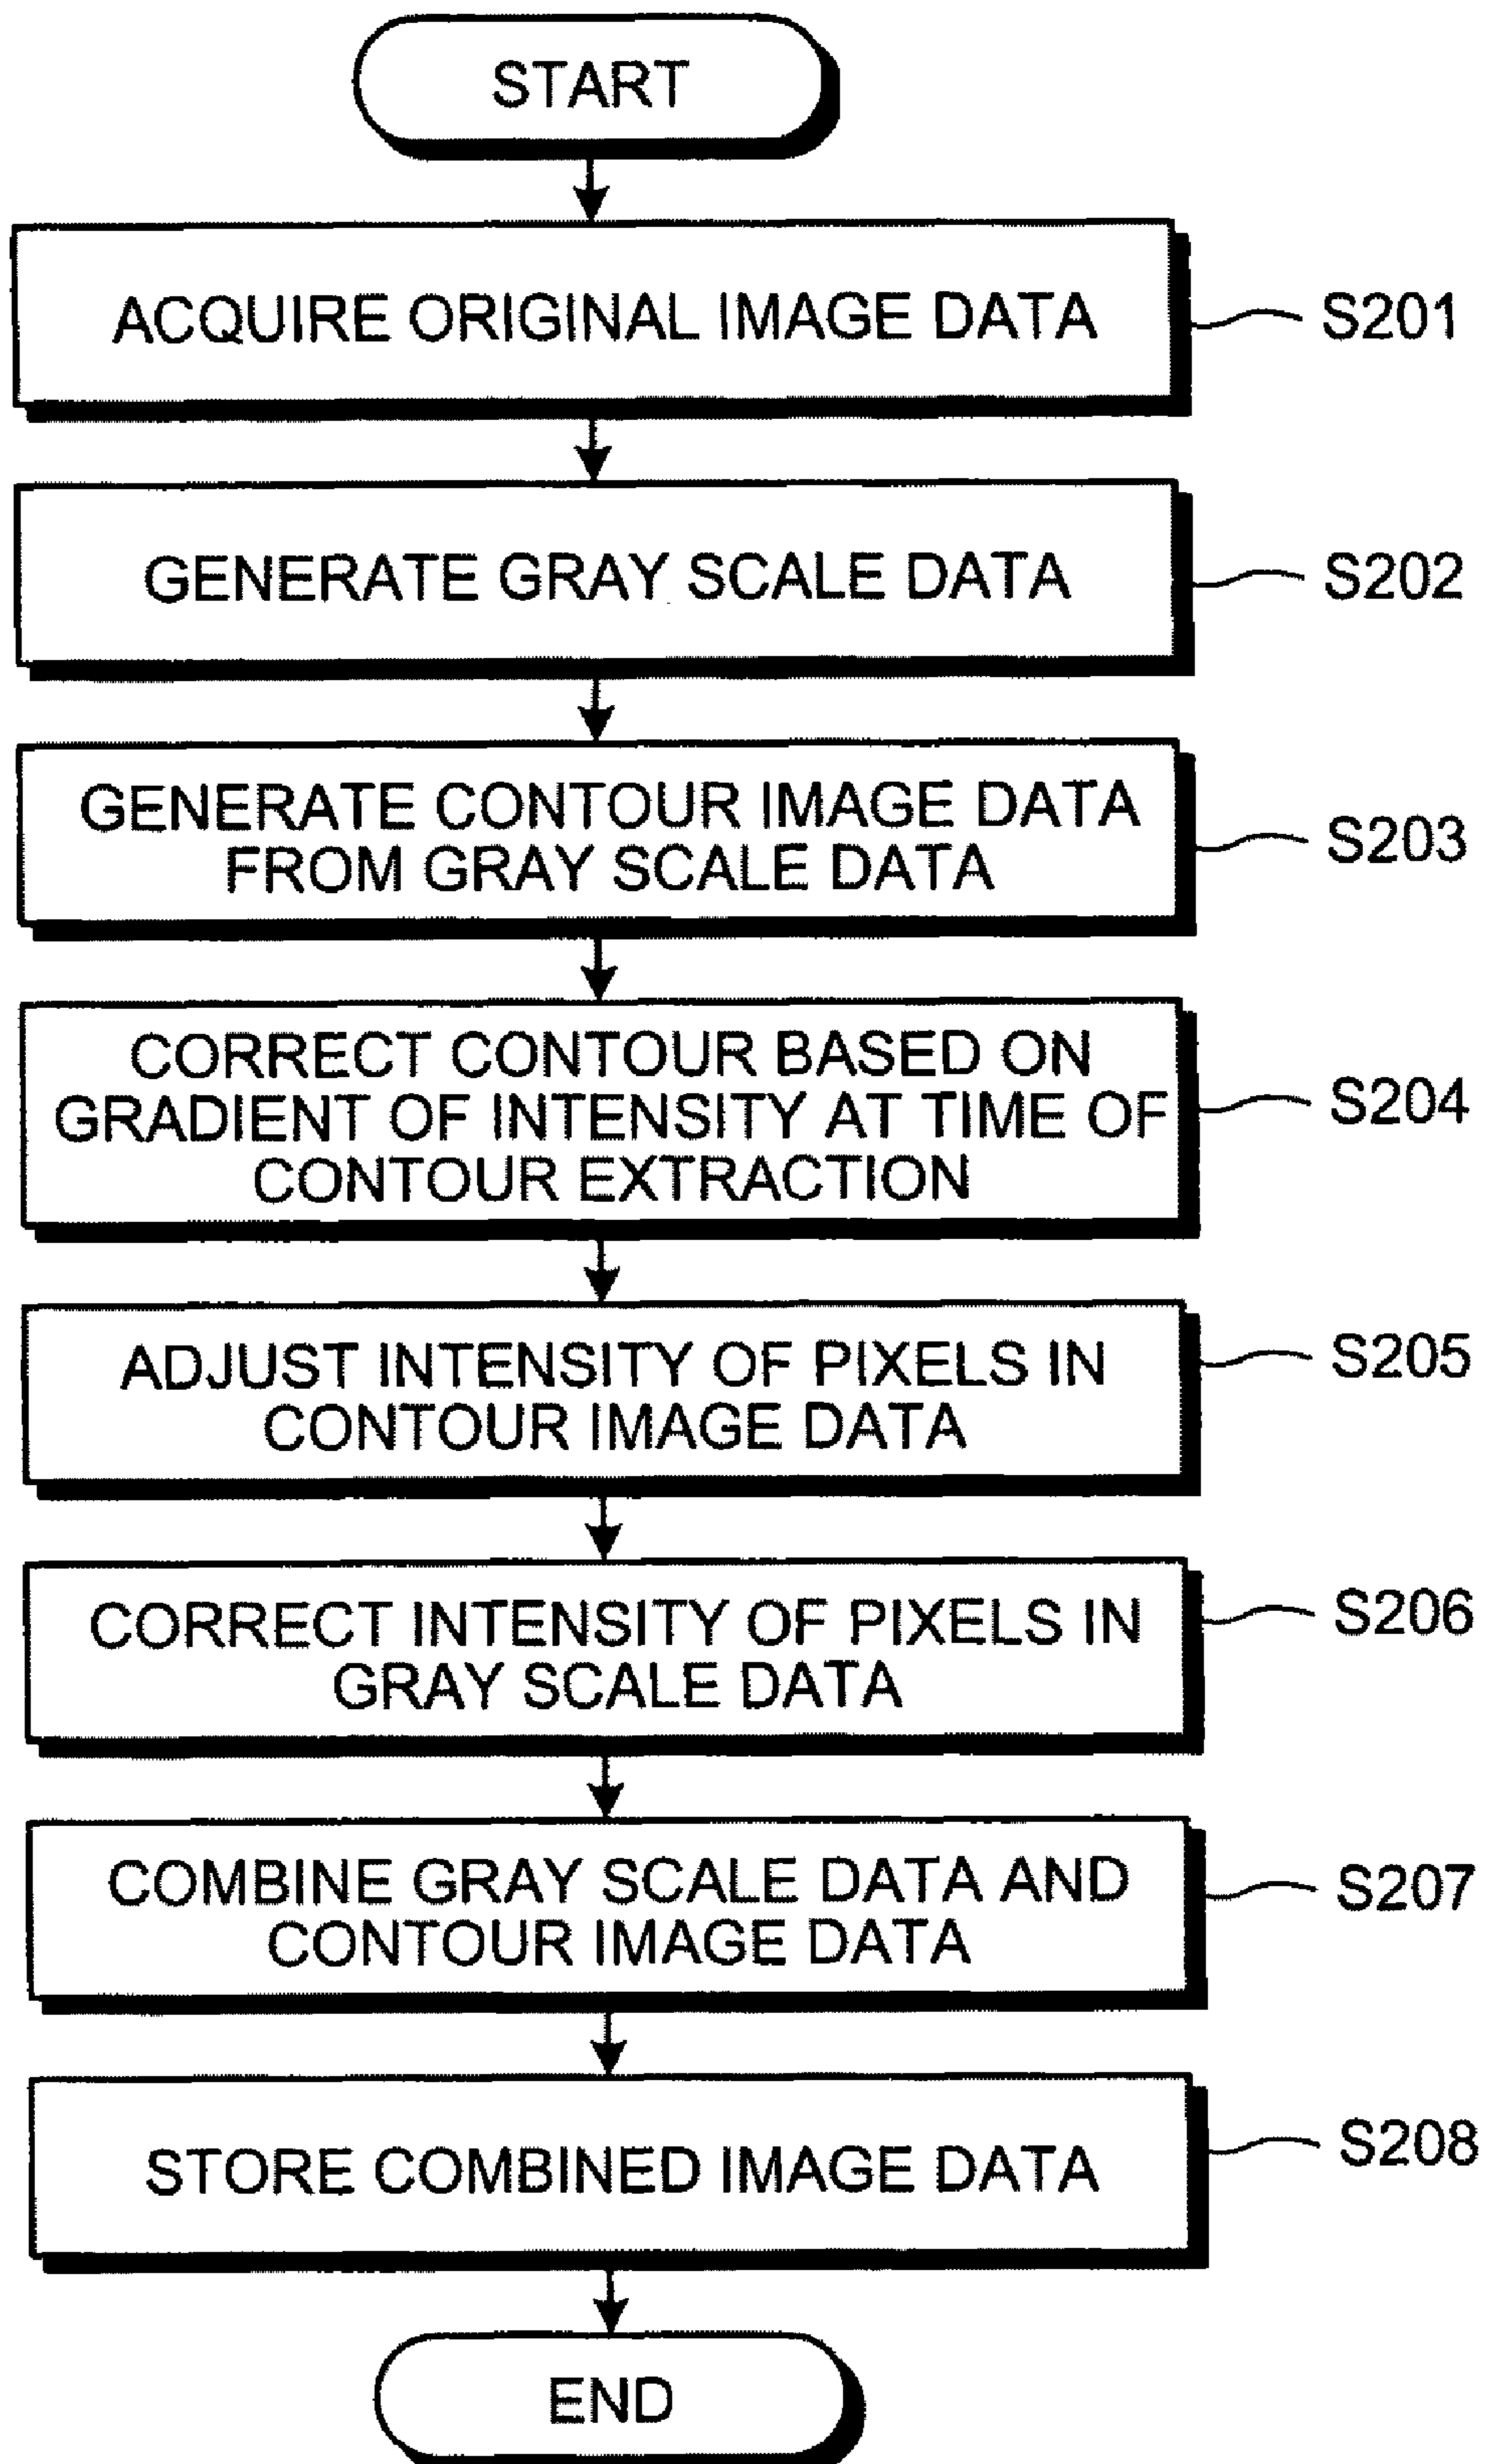 START
ACQUIRE ORIGINAL IMAGE DATA
S201
GENERATE GRAY SCALE DATA
S202
GENERATE CONTOUR IMAGE DATA
FROM GRAY SCALE DATA
S203
CORRECT CONTOUR BASED ON
GRADIENT OF INTENSITY AT TIME OF
CONTOUR EXTRACTION
S204
ADJUST INTENSITY OF PIXELS IN
CONTOUR IMAGE DATA
S205
CORRECT INTENSITY OF PIXELS IN
GRAY SCALE DATA
S206
COMBINE GRAY SCALE DATA AND
CONTOUR IMAGE DATA
S207
STORE COMBINED IMAGE DATA
S208
END